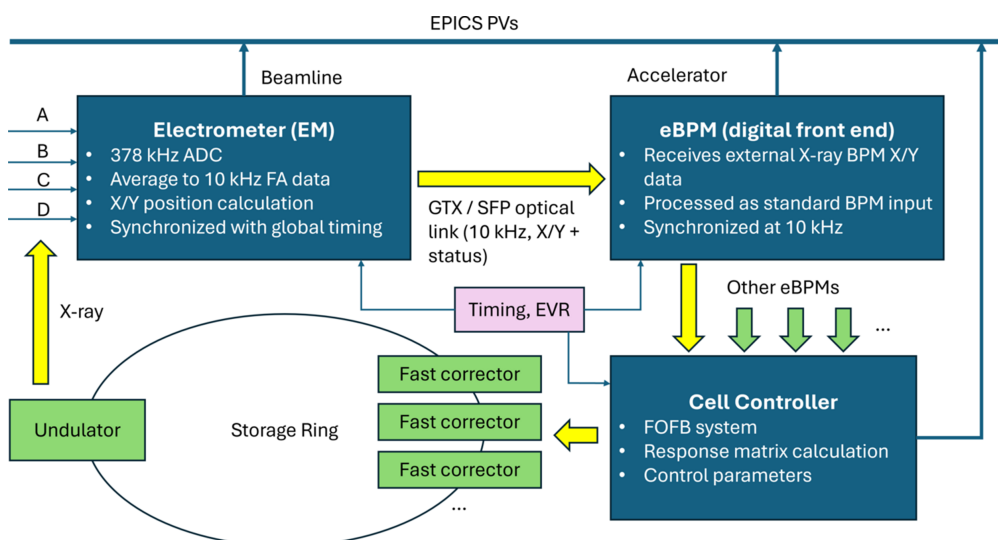 EPICS PVs
Beamline
Accelerator
A
B
C
D
Electrometer (EM)
• 378 kHz ADC
• Average to 10 kHz FA data
• X/Y position calculation
• Synchronized with global timing
GTX / SFP optical
link (10 kHz, X/Y +
status)
eBPM (digital front end)
• Receives external X-ray BPM X/Y
data
• Processed as standard BPM input
• Synchronized at 10 kHz
X-ray
Timing, EVR
Other eBPMs
...
Undulator
Storage Ring
Fast corrector
Fast corrector
Fast corrector
...
Cell Controller
• FOFB system
• Response matrix calculation
• Control parameters